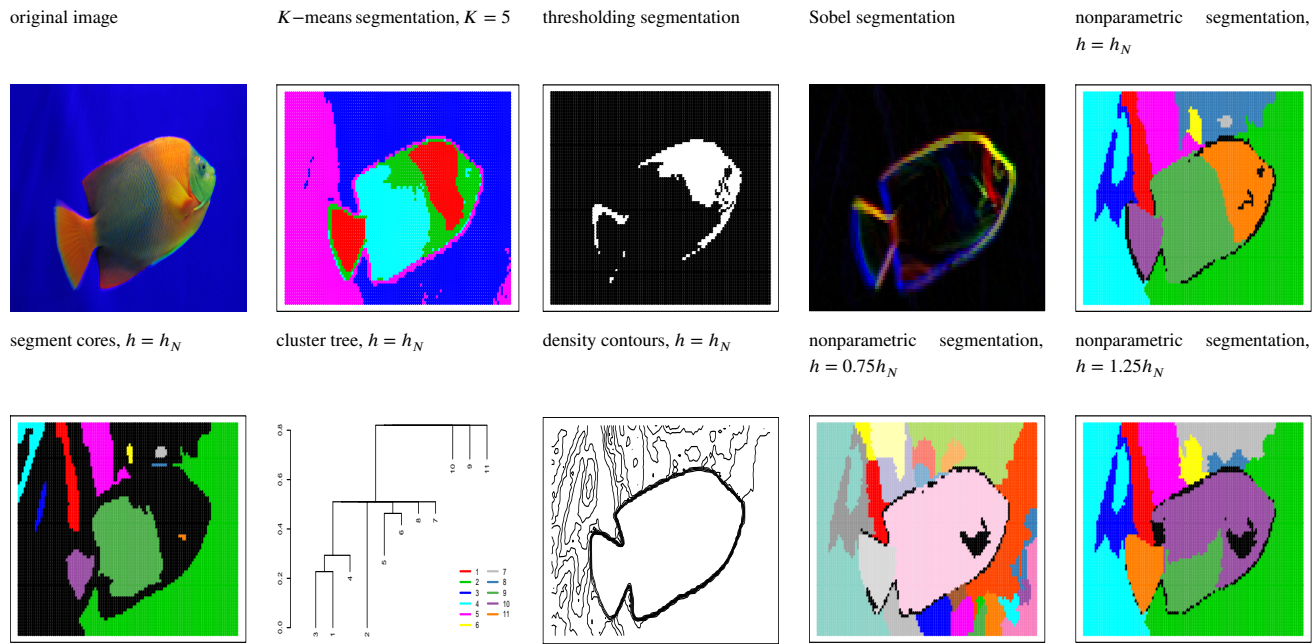 original image
K−means segmentation, K = 5
thresholding segmentation
Sobel segmentation
nonparametric segmentation,
h = h_N
segment cores, h = h_N
cluster tree, h = h_N
density contours, h = h_N
nonparametric segmentation,
h = 0.75h_N
nonparametric segmentation,
h = 1.25h_N
0.8
0.6
0.4
0.2
0.0
10
9
11
8
7
6
5
4
3
1
2
1 7
2 8
3 9
4 10
5 11
6